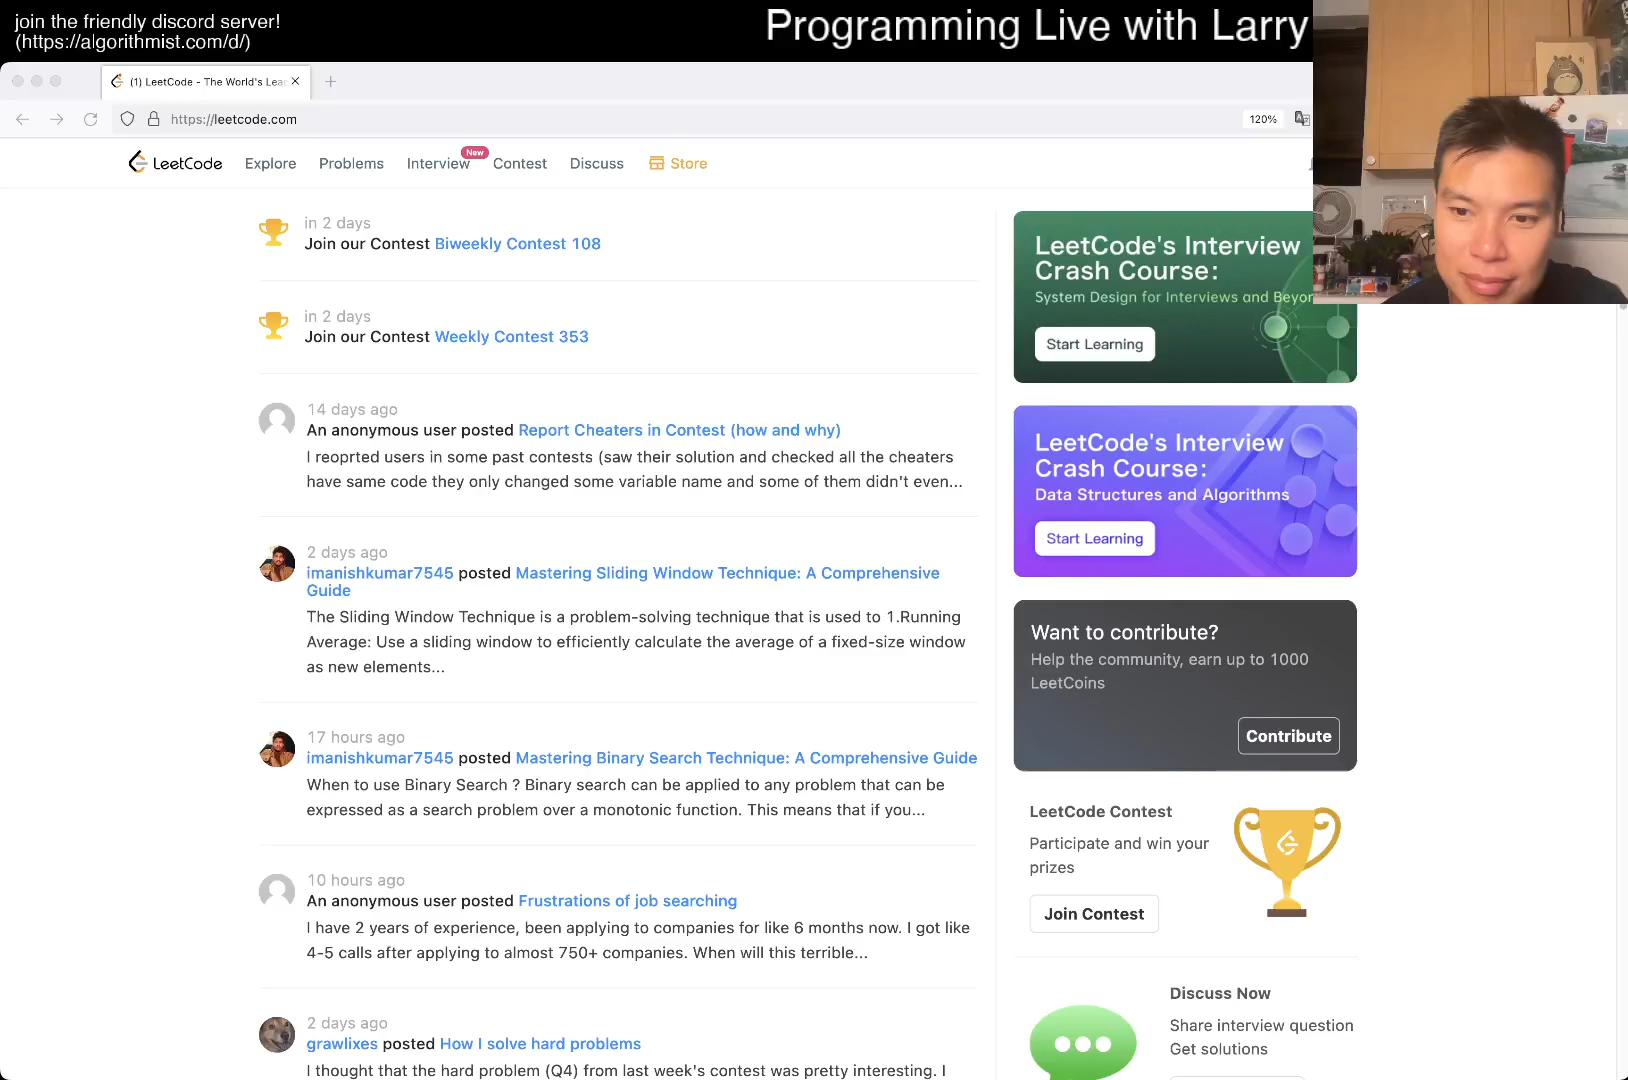 join the friendly discord server!
(https://algorithmist.com/d/)
Programming Live with Larry
(1) LeetCode - The World's Lea
https://leetcode.com
120%
LeetCode
Explore
Problems
Interview
New
Contest
Discuss
Store
in 2 days
Join our Contest Biweekly Contest 108
in 2 days
Join our Contest Weekly Contest 353
14 days ago
An anonymous user posted Report Cheaters in Contest (how and why)
I reoprted users in some past contests (saw their solution and checked all the cheaters
have same code they only changed some variable name and some of them didn't even...
2 days ago
imanishkumar7545 posted Mastering Sliding Window Technique: A Comprehensive
Guide
The Sliding Window Technique is a problem-solving technique that is used to 1.Running
Average: Use a sliding window to efficiently calculate the average of a fixed-size window
as new elements...
17 hours ago
imanishkumar7545 posted Mastering Binary Search Technique: A Comprehensive Guide
When to use Binary Search ? Binary search can be applied to any problem that can be
expressed as a search problem over a monotonic function. This means that if you...
10 hours ago
An anonymous user posted Frustrations of job searching
I have 2 years of experience, been applying to companies for like 6 months now. I got like
4-5 calls after applying to almost 750+ companies. When will this terrible...
2 days ago
grawlixes posted How I solve hard problems
I thought that the hard problem (Q4) from last week's contest was pretty interesting. I
LeetCode's Interview
Crash Course:
System Design for Interviews and Beyon
Start Learning
LeetCode's Interview
Crash Course:
Data Structures and Algorithms
Start Learning
Want to contribute?
Help the community, earn up to 1000
LeetCoins
Contribute
LeetCode Contest
Participate and win your
prizes
Join Contest
Discuss Now
Share interview question
Get solutions